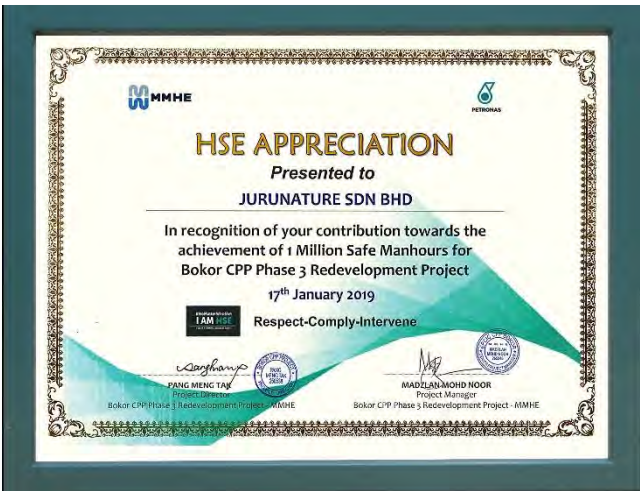 MMHE
PETRONAS
HSE APPRECIATION
Presented to
JURUNATURE SDN BHD
In recognition of your contribution towards the
achievement of 1 Million Safe Manhours for
Bokor CPP Phase 3 Redevelopment Project
17th January 2019
I AM HSE
Respect-Comply-Intervene
PANG MENG TAK
Project Director
Bokor CPP Phase 3 Redevelopment Project - MMHE
MADZLAN MOHD NOOR
Project Manager
Bokor CPP Phase 3 Redevelopment Project - MMHE